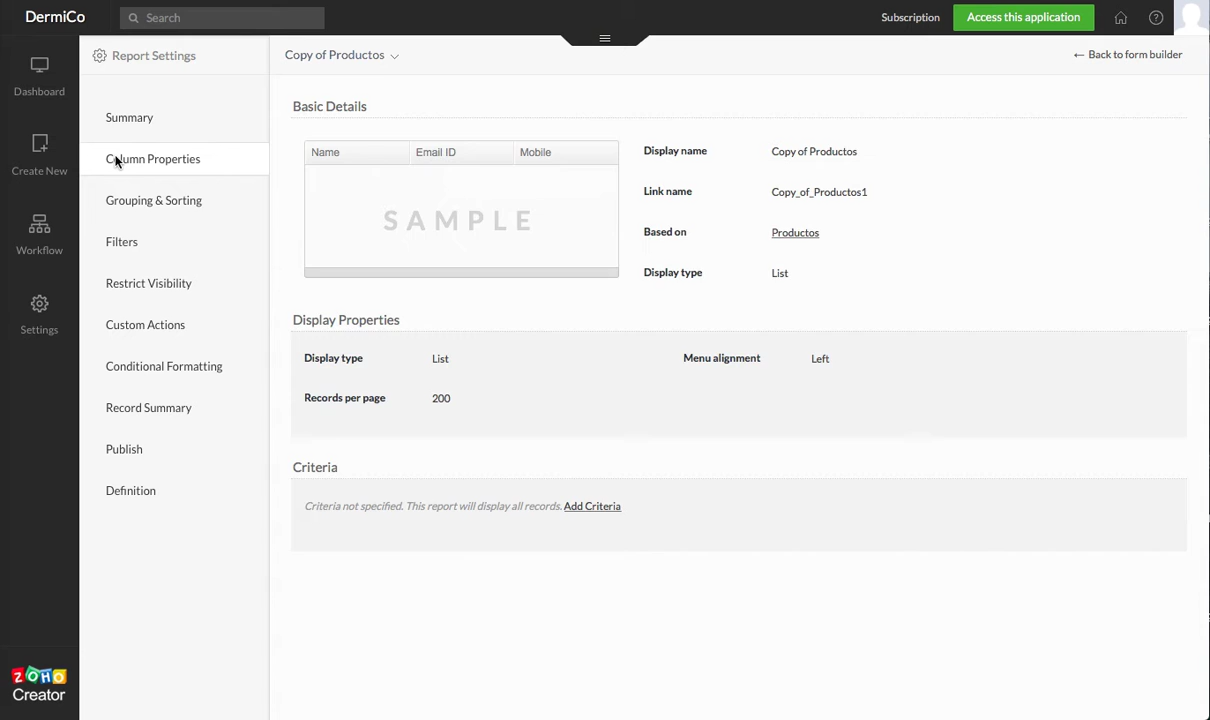 DermiCo
Search
Subscription
Access this application
Dashboard
Create New
Workflow
Settings
ZOHO
Creator
Report Settings
Summary
Column Properties
Grouping & Sorting
Filters
Restrict Visibility
Custom Actions
Conditional Formatting
Record Summary
Publish
Definition
Copy of Productos
← Back to form builder
Basic Details
Name Email ID Mobile
SAMPLE
Display name Copy of Productos
Link name Copy_of_Productos1
Based on Productos
Display type List
Display Properties
Display type List Menu alignment Left
Records per page 200
Criteria
Criteria not specified. This report will display all records. Add Criteria